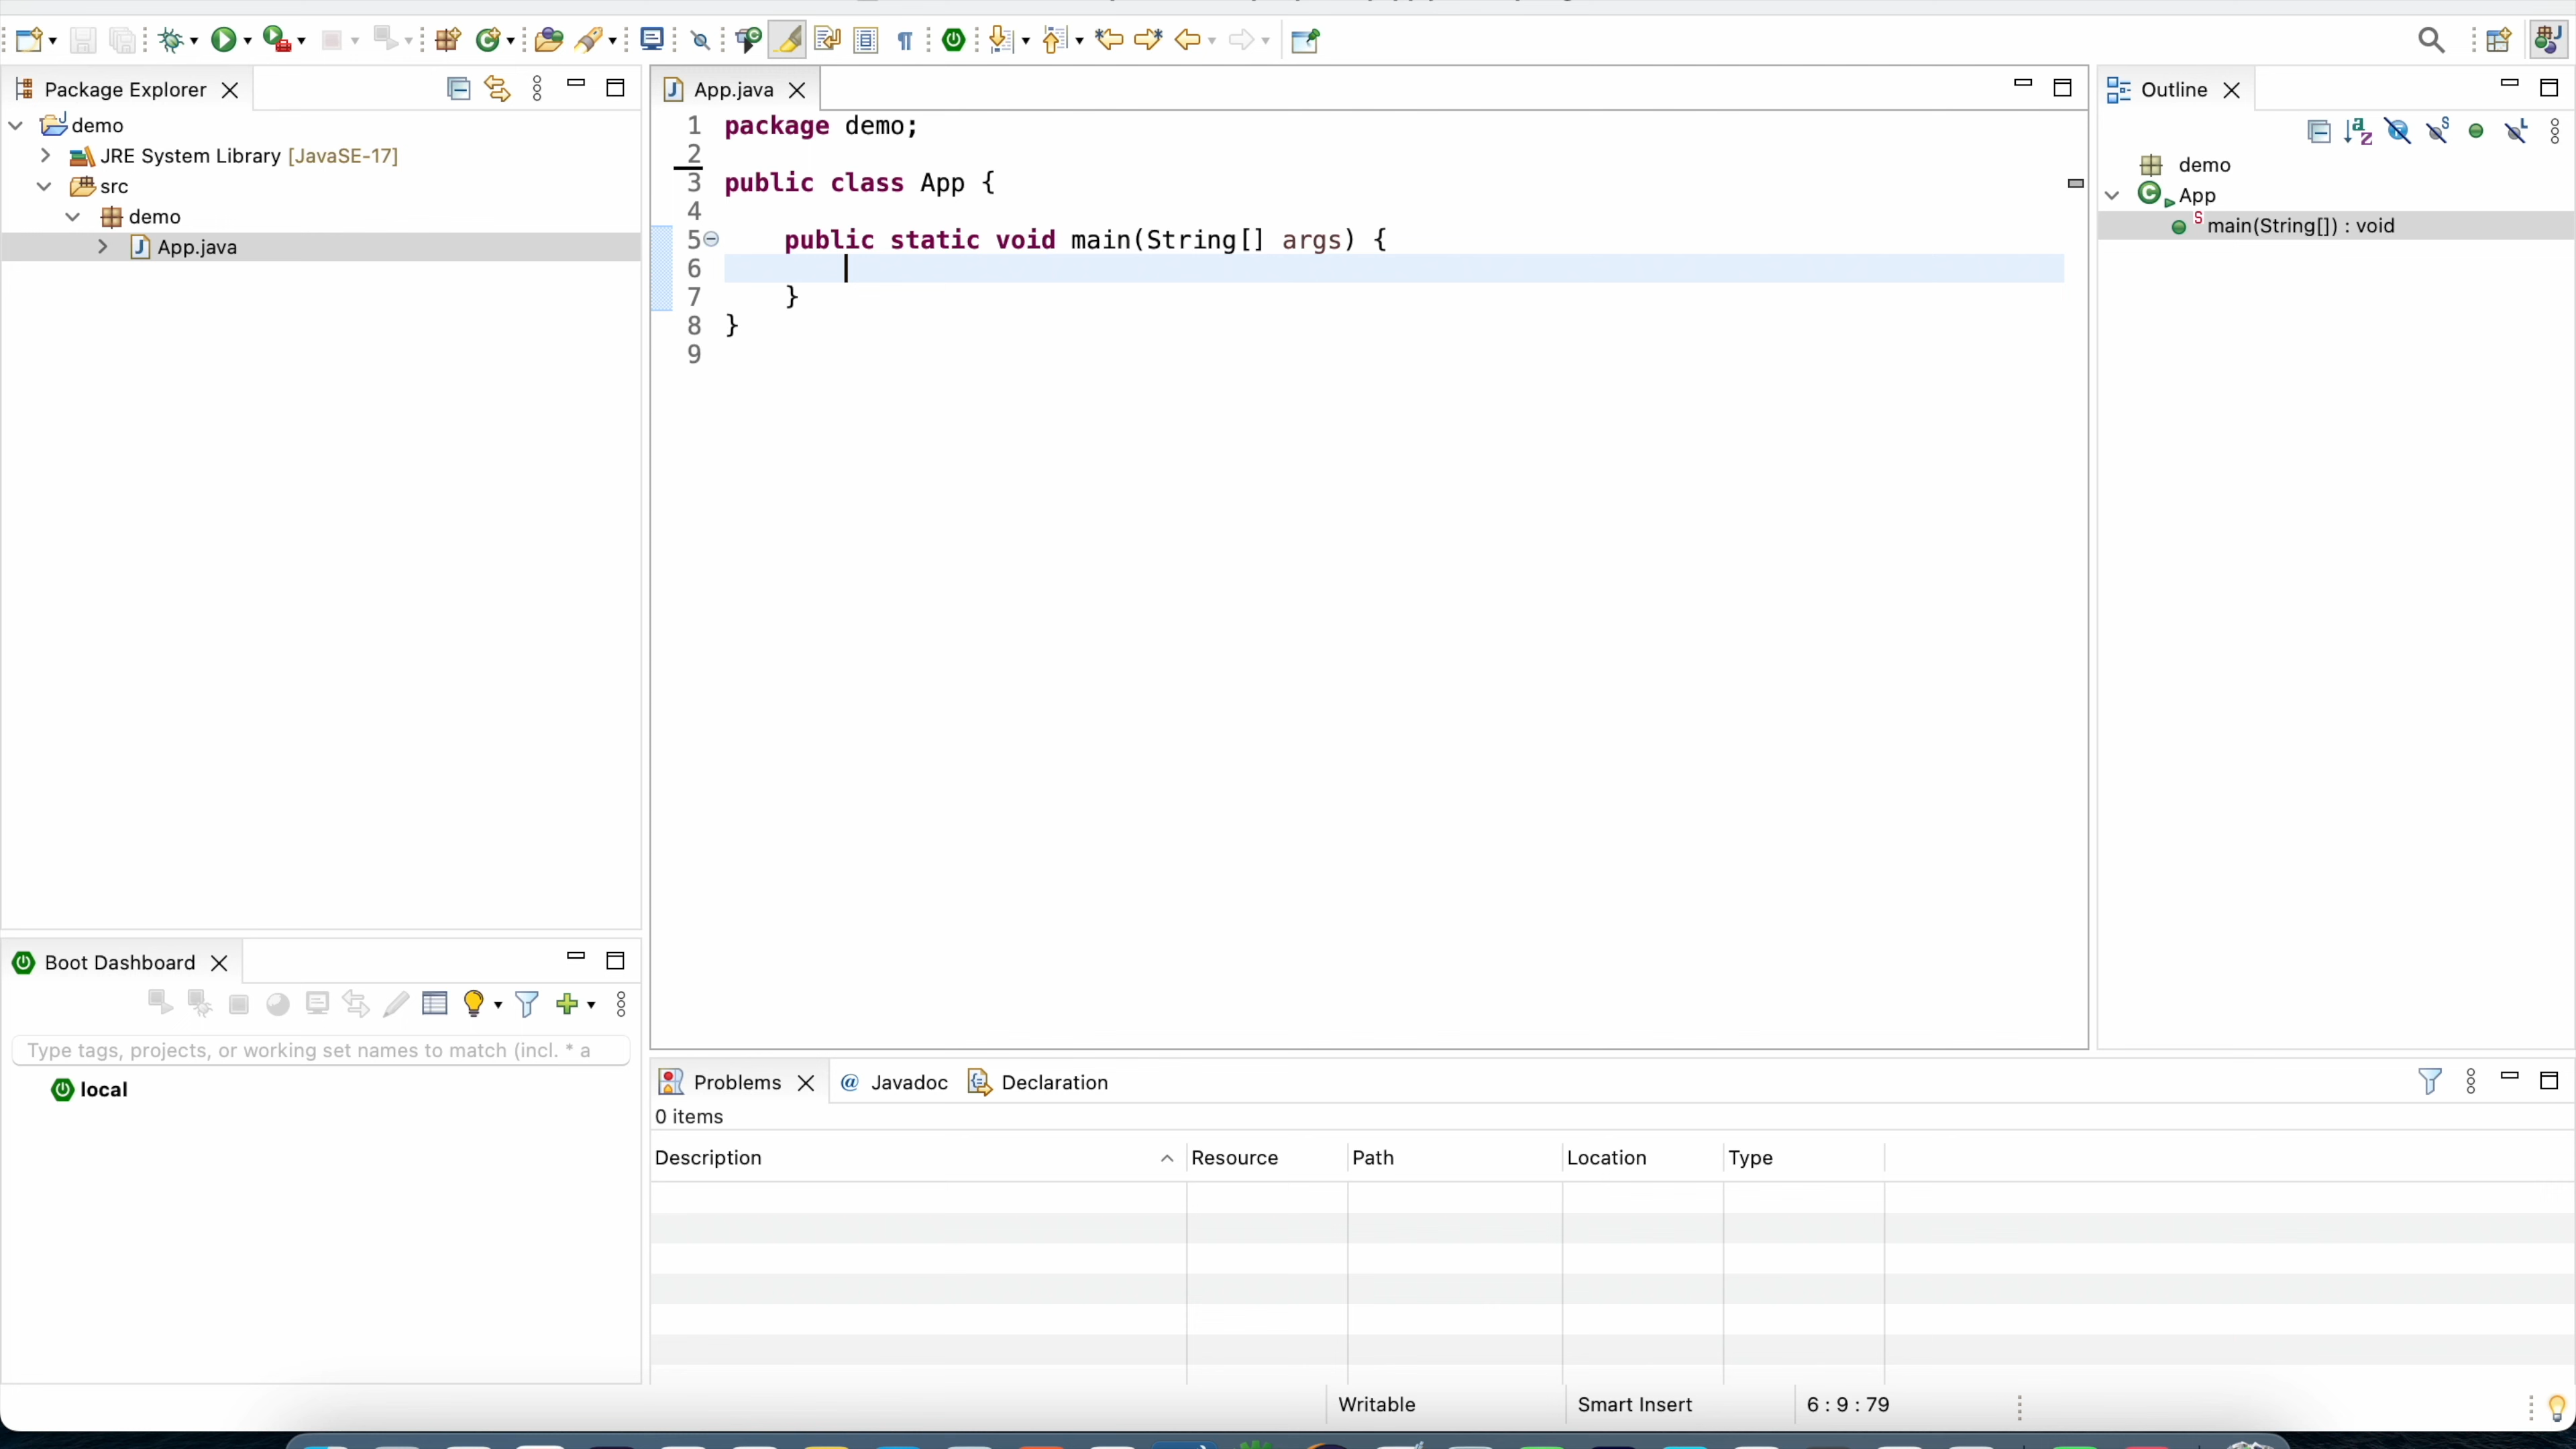 Package Explorer
demo
JRE System Library [JavaSE-17]
src
demo
App.java
App.java
1 package demo;
2
3 public class App {
4
5 public static void main(String[] args) {
6
7 }
8 }
9
Outline
demo
App
main(String[]) : void
Boot Dashboard
Type tags, projects, or working set names to match (incl. * a
local
Problems @ Javadoc Declaration
0 items
Description Resource Path Location Type
Writable Smart Insert 6 : 9 : 79